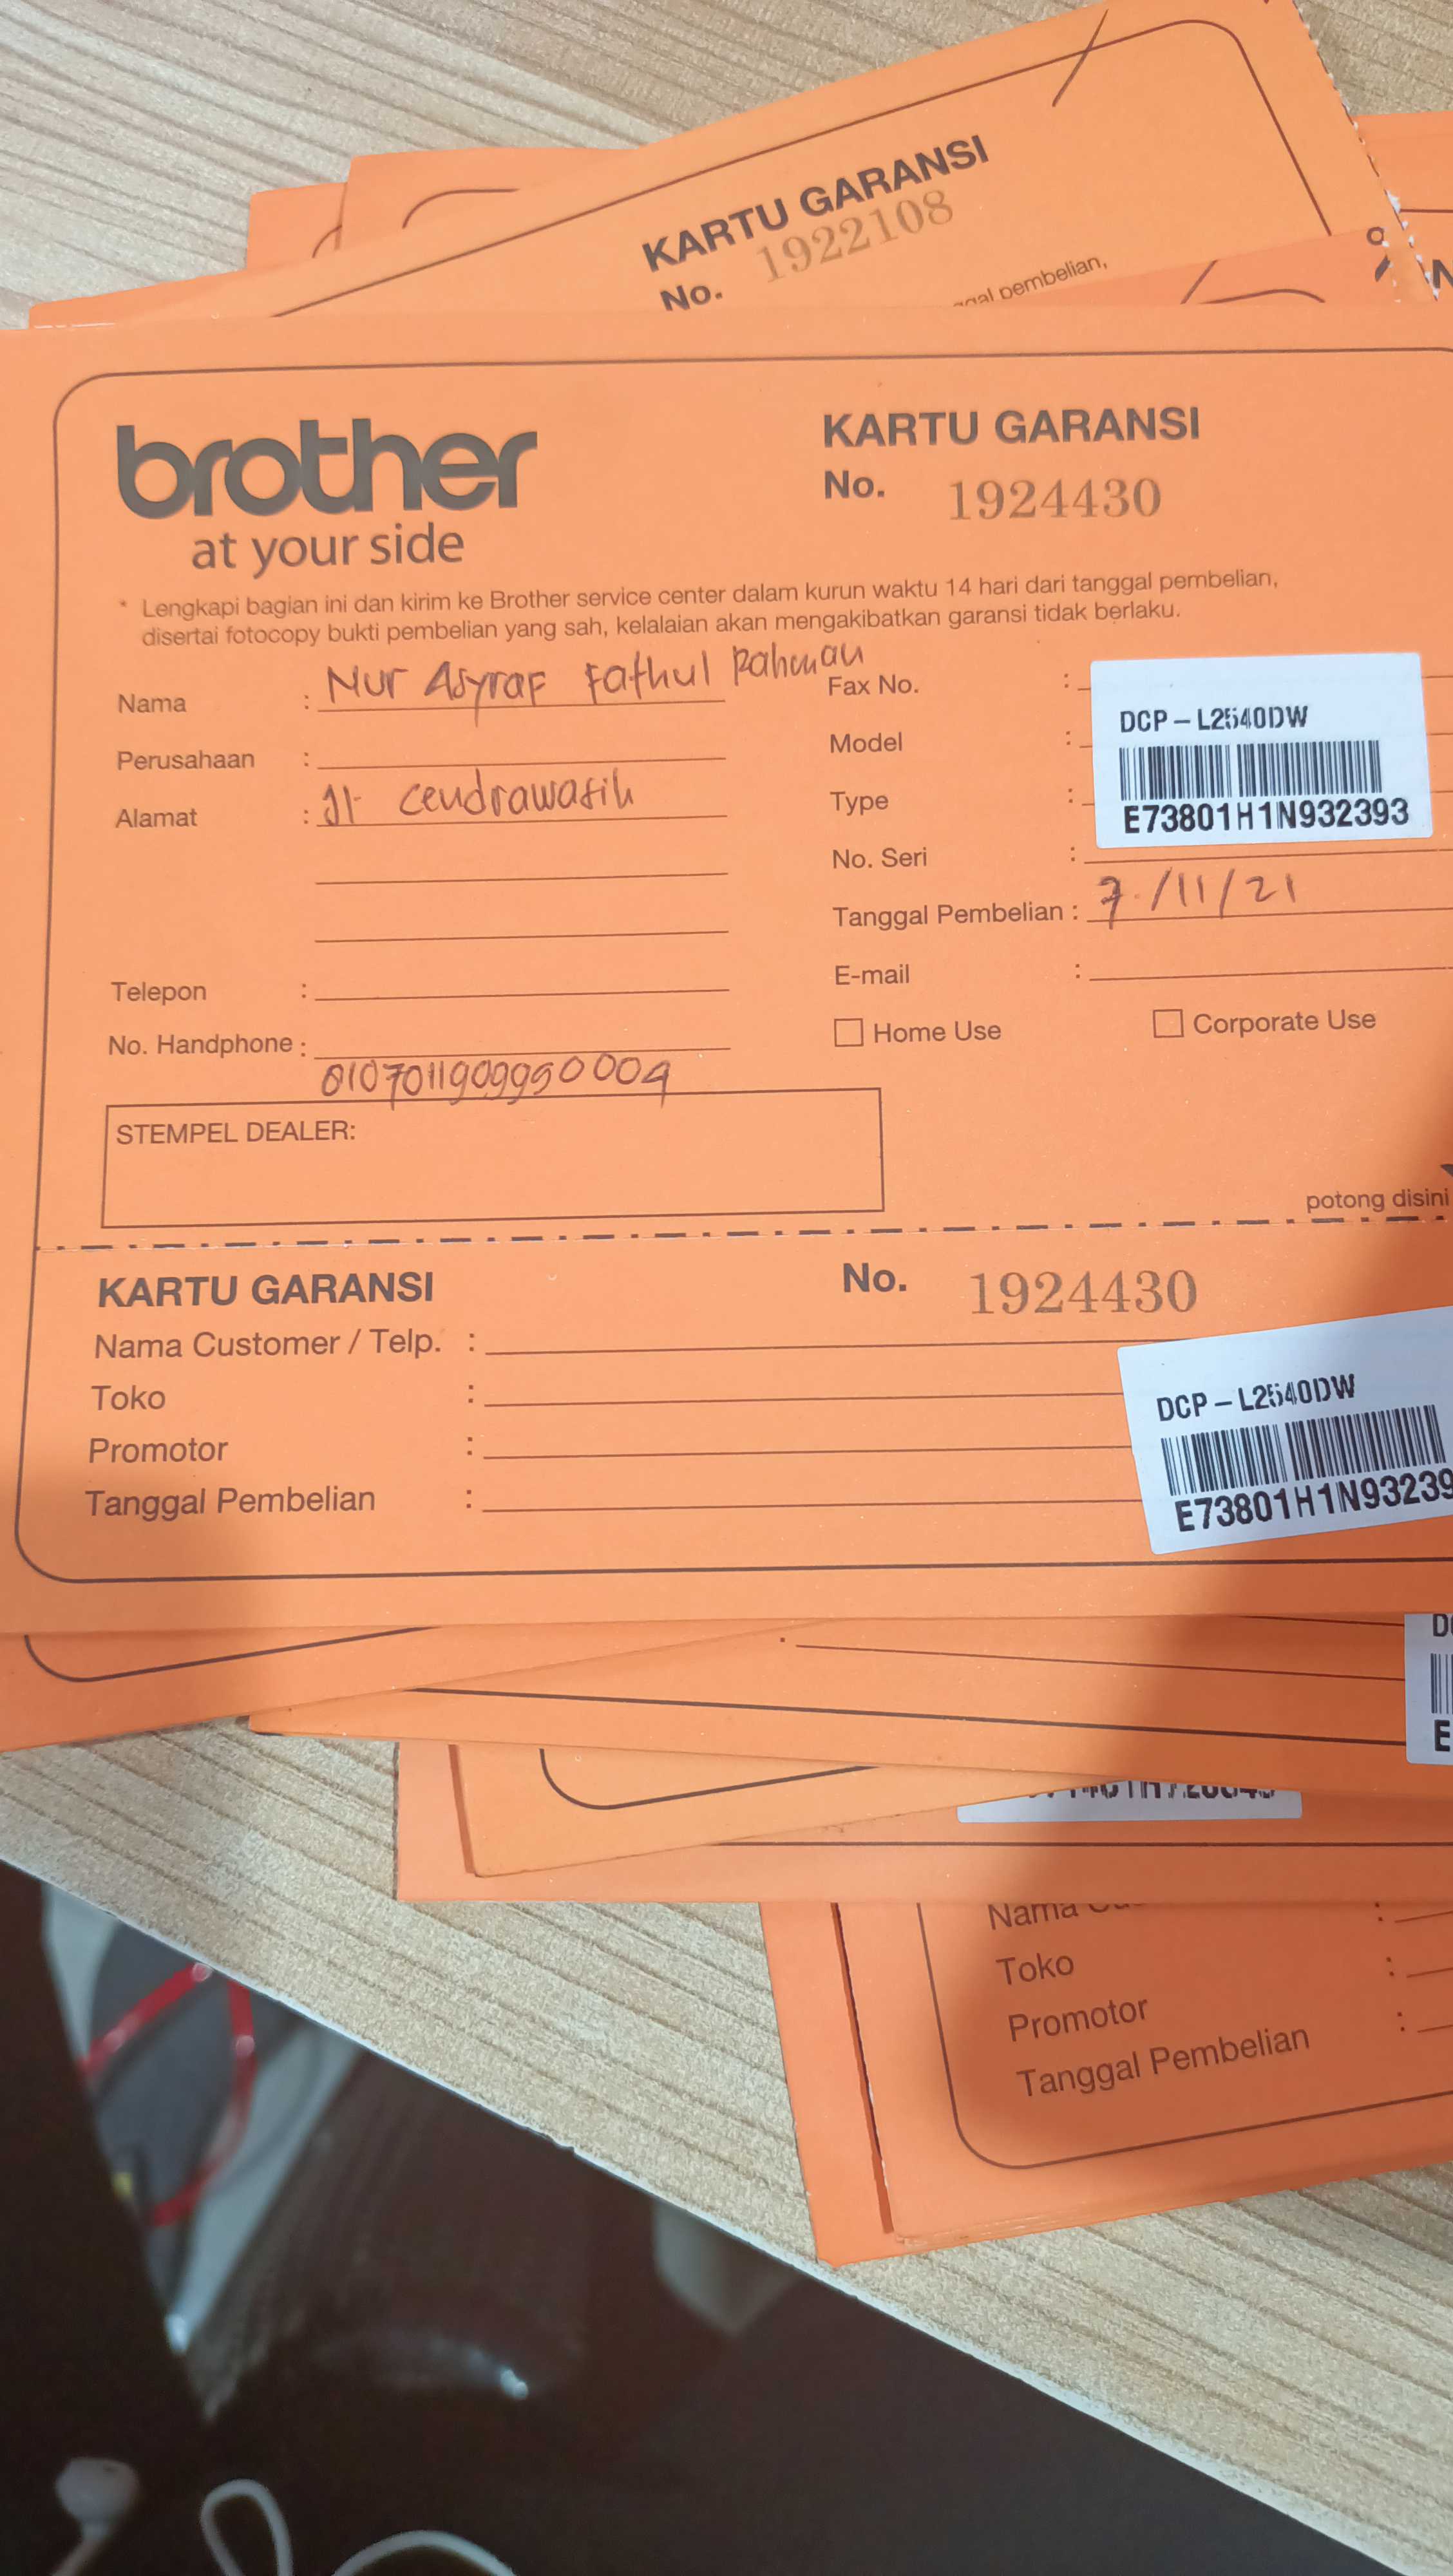 KARTU GARANSI
No. 1922108
pembelian,
brother
at your side
KARTU GARANSI
No. 1924430
* Lengkapi bagian ini dan kirim ke Brother service center dalam kurun waktu 14 hari dari tanggal pembelian,
disertai fotocopy bukti pembelian yang sah, kelalaian akan mengakibatkan garansi tidak berlaku.
Nama : Nur Asyraf Fathul Rahman
Perusahaan :
Alamat : Jl. Cendrawasih
Telepon :
No. Handphone :
0107011909990004
Fax No. :
Model :
Type :
No. Seri :
DCP – L2540DW
E73801H1N932393
Tanggal Pembelian : 7/11/21
E-mail :
Home Use
Corporate Use
STEMPEL DEALER:
potong disini
KARTU GARANSI
No. 1924430
Nama Customer / Telp. :
Toko :
Promotor :
Tanggal Pembelian :
DCP – L2540DW
E73801H1N93239
Nama
Toko :
Promotor :
Tanggal Pembelian